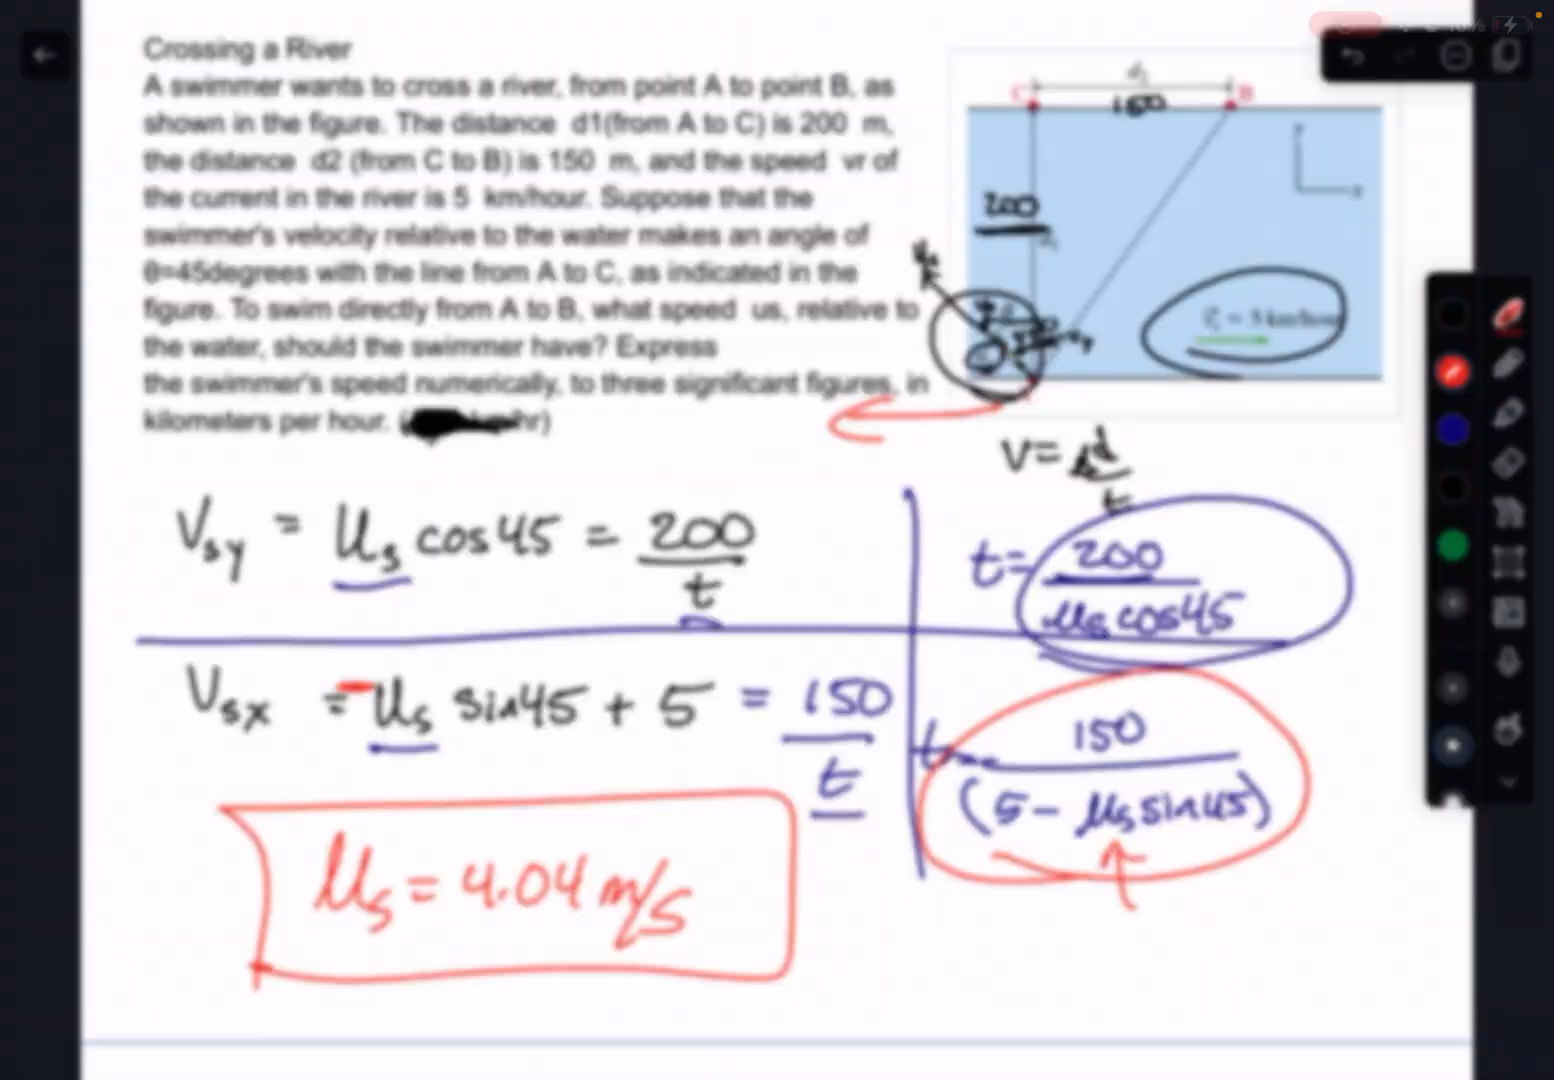 Crossing a River
A swimmer wants to cross a river, from point A to point B, as
shown in the figure. The distance d1(from A to C) is 200 m,
the distance d2 (from C to B) is 150 m, and the speed vr of
the current in the river is 5 km/hour. Suppose that the
swimmer's velocity relative to the water makes an angle of
θ=45degrees with the line from A to C, as indicated in the
figure. To swim directly from A to B, what speed us, relative to
the water, should the swimmer have? Express
the swimmer's speed numerically, to three significant figures, in
kilometers per hour. ( hr)
d₂
C 150 B
200
= 5 km/hour
V = d/t
Vsy = Us cos45 = 200/t
t = 200/(Us cos45)
Vsx = -Us sin45 + 5 = 150/t
t = 150/(5 - Us sin45)
Us = 4.04 m/s